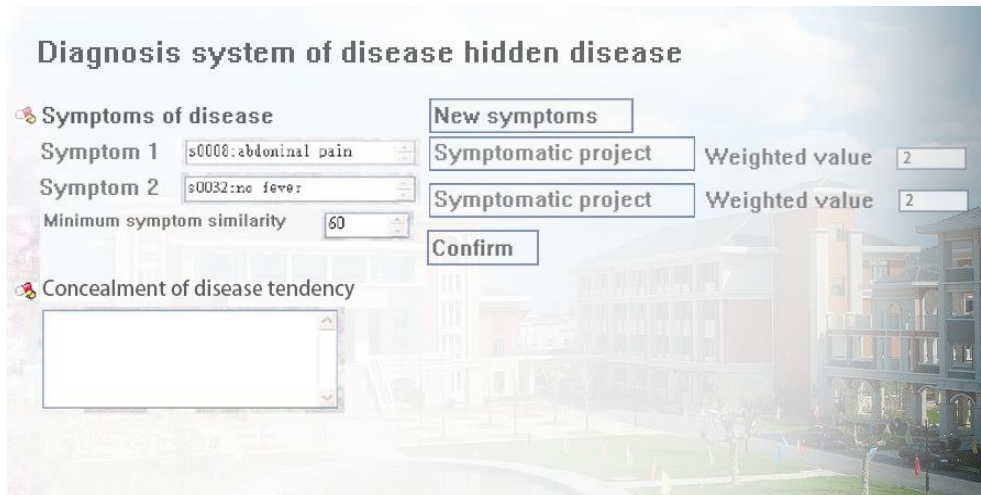 Diagnosis system of disease hidden disease
Symptoms of disease New symptoms
Symptom 1 s0008:abdoninal pain Symptomatic project Weighted value 2
Symptom 2 s0032:no fever Symptomatic project Weighted value 2
Minimum symptom similarity 60
Confirm
Concealment of disease tendency